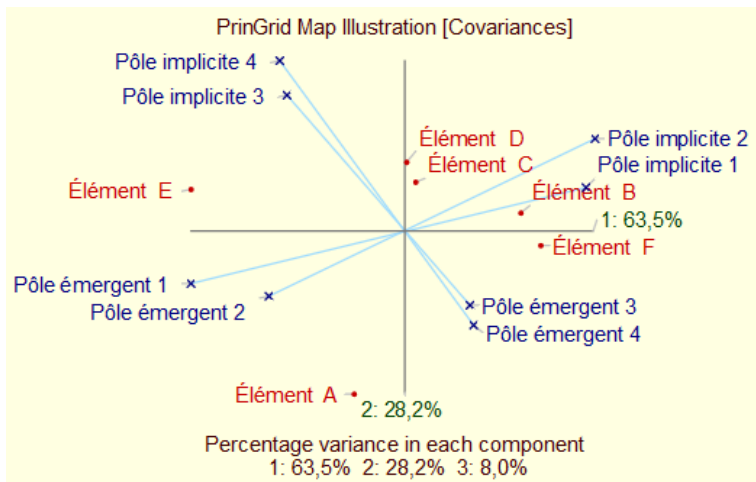 PrinGrid Map Illustration [Covariances]
Pôle implicite 4
Pôle implicite 3
Élément D
Pôle implicite 2
Élément C
Pôle implicite 1
Élément E
Élément B
1: 63,5%
Élément F
Pôle émergent 1
Pôle émergent 2
Pôle émergent 3
Pôle émergent 4
Élément A
2: 28,2%
Percentage variance in each component
1: 63,5% 2: 28,2% 3: 8,0%